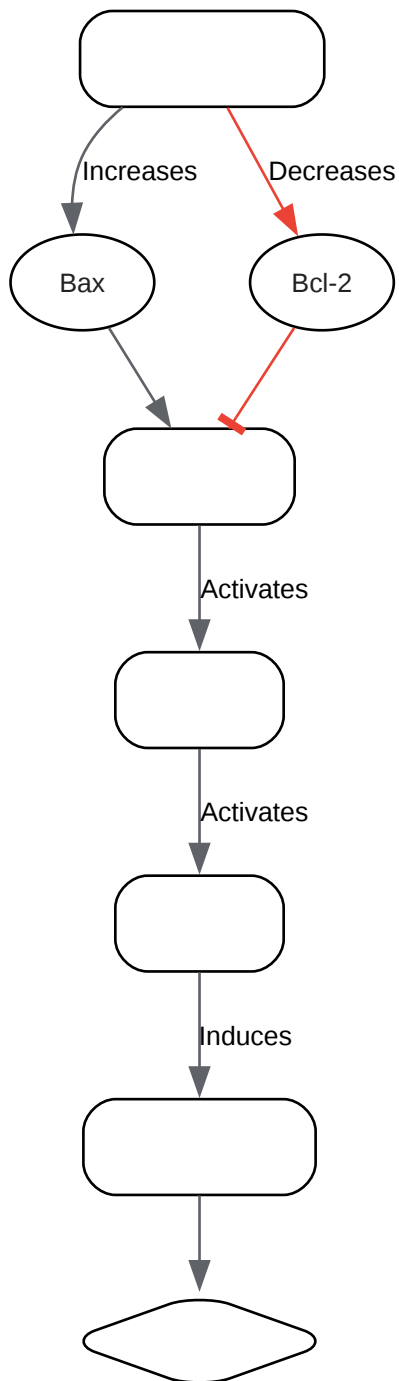 Increases
Decreases
Bax
Bcl-2
Activates
Activates
Induces